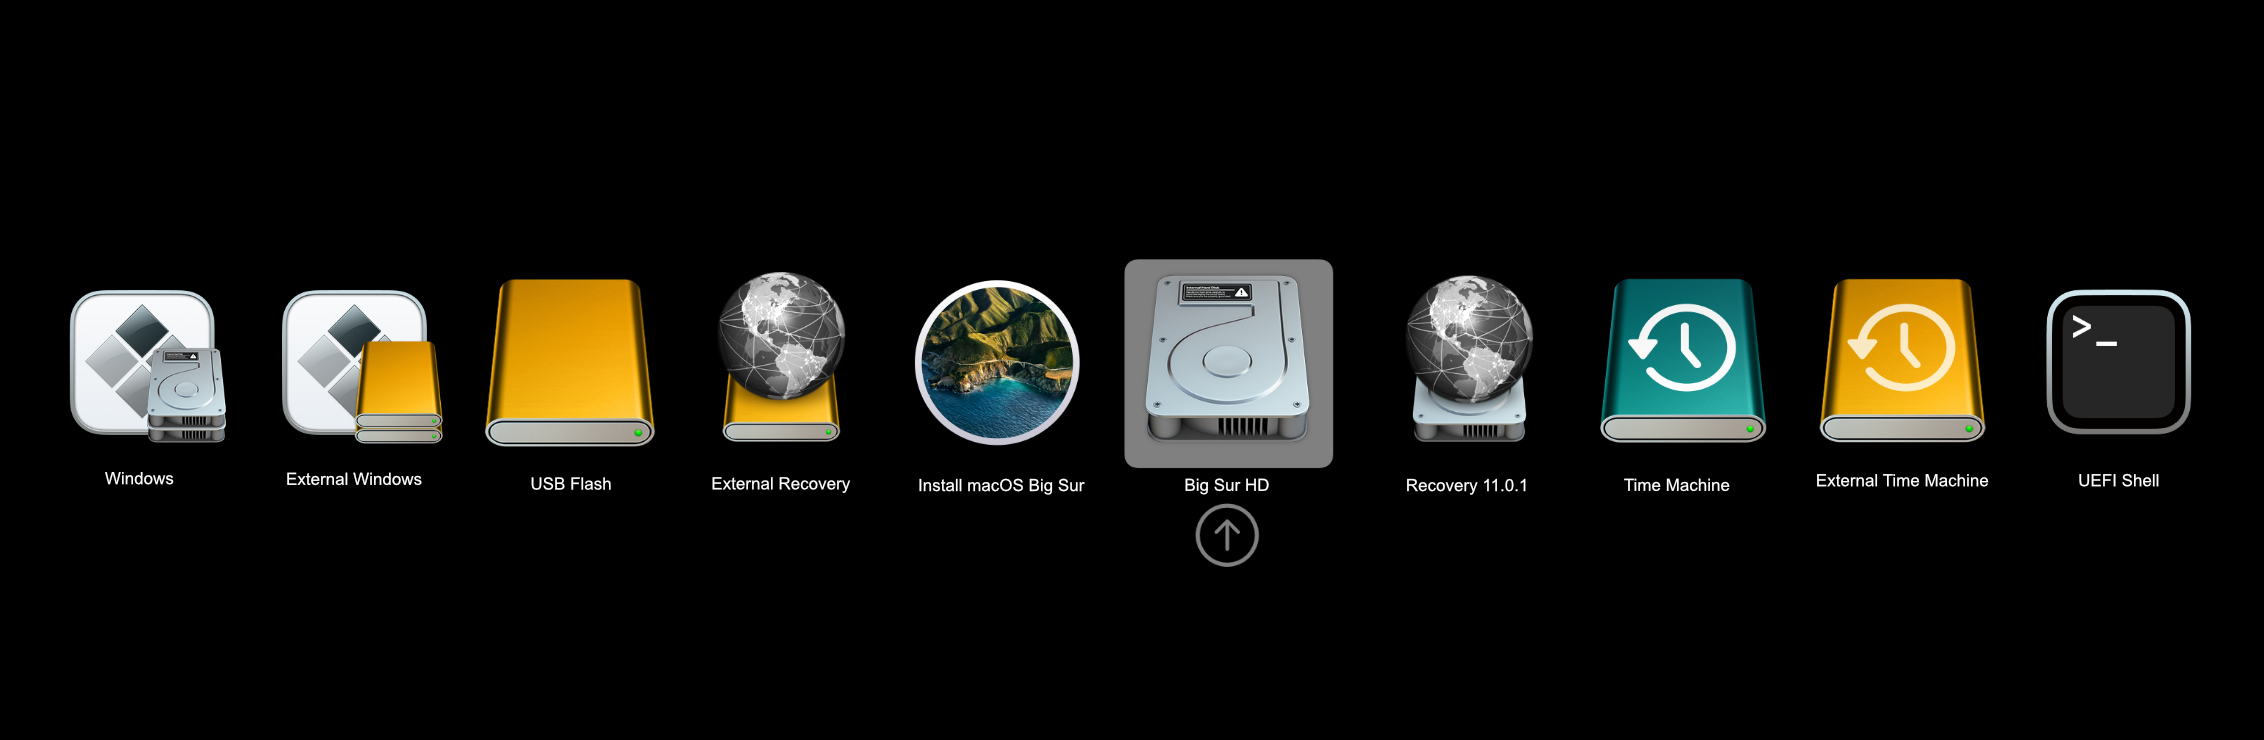 Windows
External Windows
USB Flash
External Recovery
Install macOS Big Sur
Big Sur HD
Recovery 11.0.1
Time Machine
External Time Machine
UEFI Shell
>_